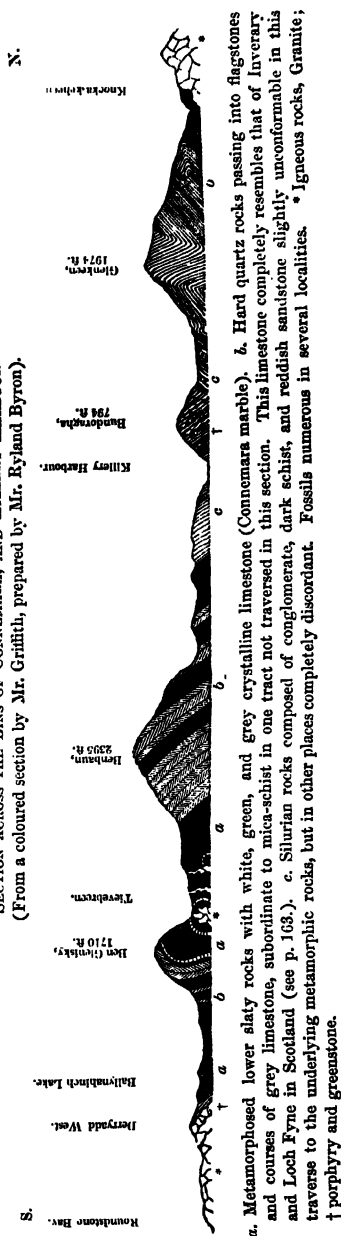 SECTION ACROSS THE BINS OF CONNEMARA, AND KILLERY HARBOUR.
(From a coloured section by Mr. Griffith, prepared by Mr. Ryland Byron).
S.
N.
Roundstone Bay.
Derryadd West.
Ballynahinch Lake.
Ben Glenisky,
1710 ft.
Tievebreen.
Benbaun,
2395 ft.
Killery Harbour.
Bundoragha,
794 ft.
Glenkeen,
1974 ft.
* † a b a * a b c † c c *
a. Metamorphosed lower slaty rocks with white, green, and grey crystalline limestone (Connemara marble). b. Hard quartz rocks passing into flagstones
and courses of grey limestone, subordinate to mica-schist in one tract not traversed in this section. This limestone completely resembles that of Inverary
and Loch Fyne in Scotland (see p. 163.). c. Silurian rocks composed of conglomerate, dark schist, and reddish sandstone slightly unconformable in this
traverse to the underlying metamorphic rocks, but in other places completely discordant. Fossils numerous in several localities. * Igneous rocks, Granite;
† porphyry and greenstone.